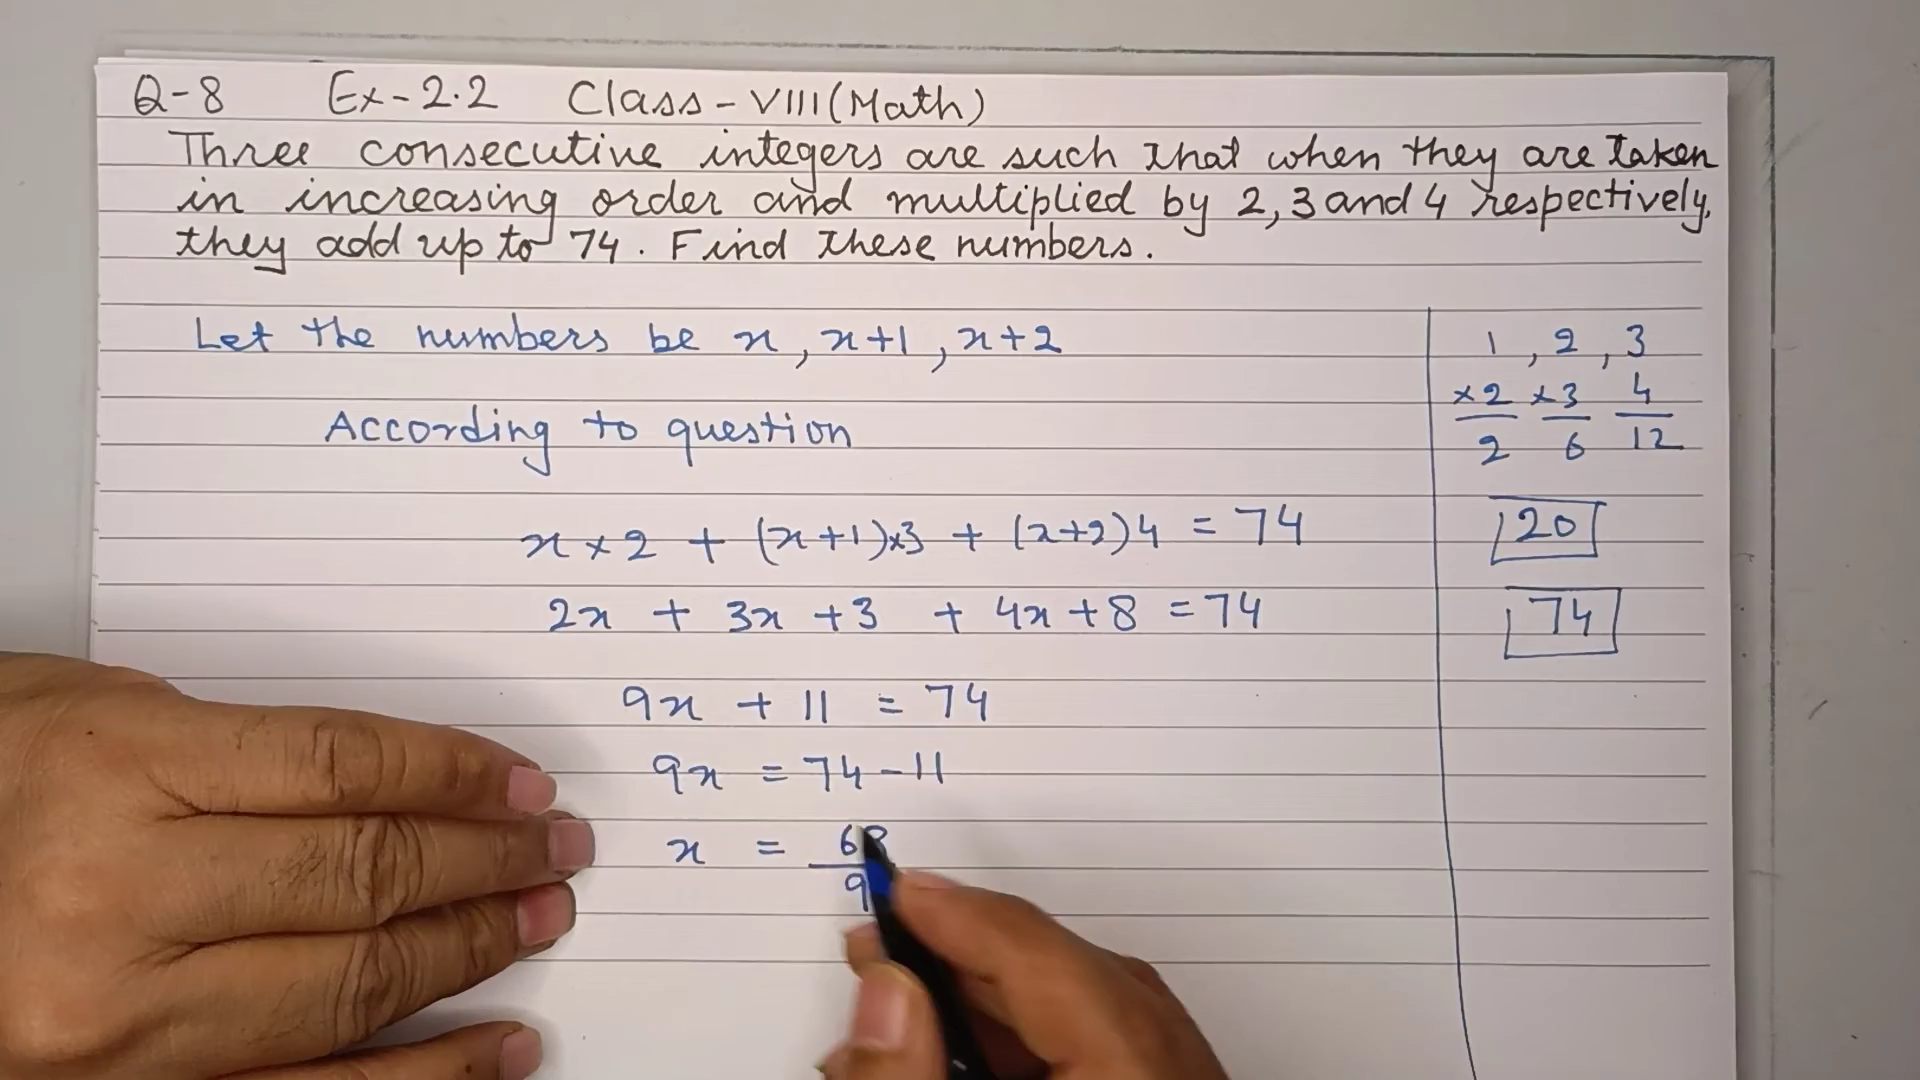 Q-8 Ex-2.2 Class-VIII(Math)
Three consecutive integers are such that when they are taken
in increasing order and multiplied by 2, 3 and 4 respectively,
they add up to 74. Find these numbers.
Let the numbers be x, x+1, x+2
According to question
x × 2 + (x+1)×3 + (x+2)4 = 74
2x + 3x + 3 + 4x + 8 = 74
9x + 11 = 74
9x = 74 - 11
x =
9
1, 2, 3
×2 ×3 4
2 6 12
20
74